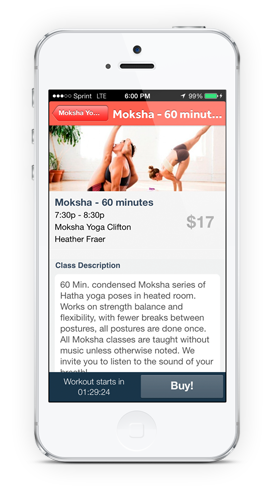 Sprint LTE 6:00 PM 99%
Moksha Yo... Moksha - 60 minut...
Moksha - 60 minutes
7:30p - 8:30p
$17
Moksha Yoga Clifton
Heather Fraer
Class Description
60 Min. condensed Moksha series of
Hatha yoga poses in heated room.
Works on strength balance and
flexibility, with fewer breaks between
postures, all postures are done once.
All Moksha classes are taught without
music unless otherwise noted. We
invite you to listen to the sound of your
breath!
Workout starts in
01:29:24
Buy!